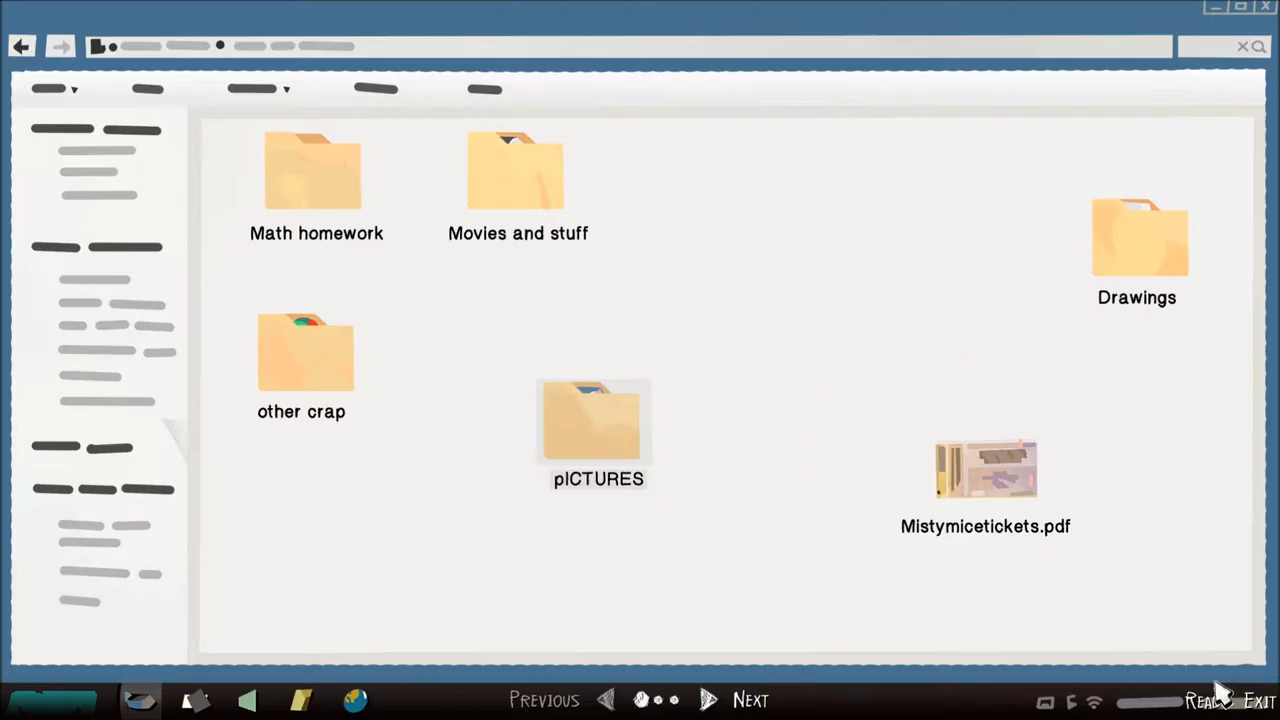 Math homework
Movies and stuff
Drawings
other crap
pICTURES
Mistymicetickets.pdf
Previous
Next
Exit